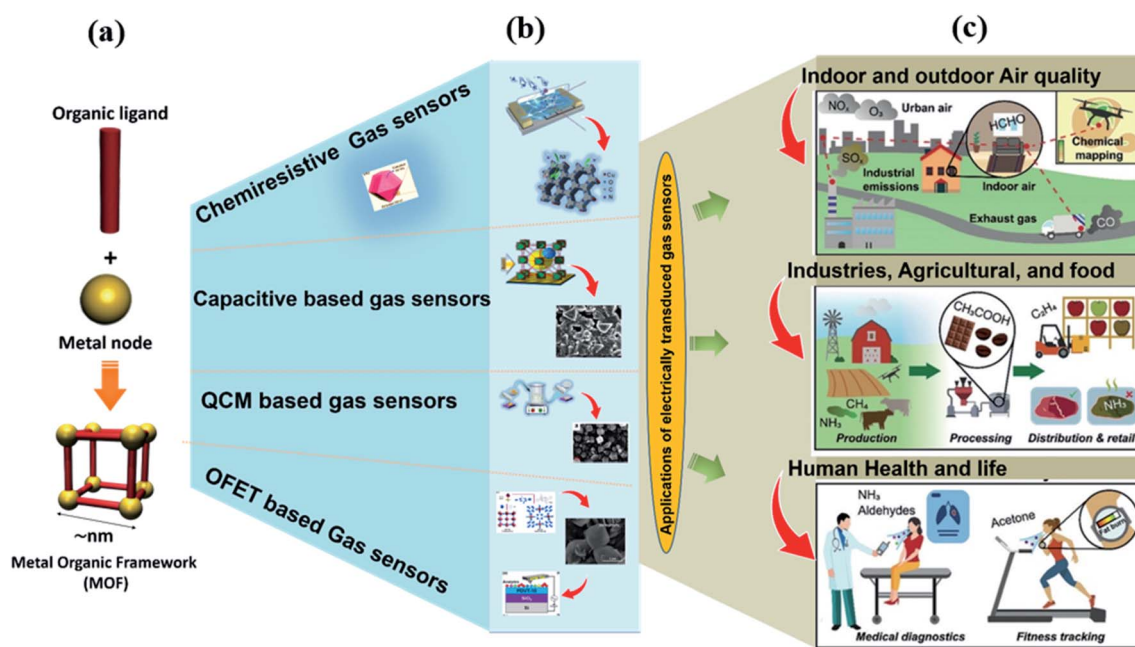 (a)
Organic ligand
+
Metal node
~nm
Metal Organic Framework
(MOF)
(b)
Chemiresistive Gas sensors
Capacitive based gas sensors
QCM based gas sensors
OFET based Gas sensors
Applications of electrically transduced gas sensors
(c)
Indoor and outdoor Air quality
NOₓ
O₃
Urban air
HCHO
Chemical
mapping
SOₓ
Industrial
emissions
Indoor air
Exhaust gas
CO
Industries, Agricultural, and food
CH₃COOH
C₂H₄
CH₄
NH₃
NH₃
Production
Processing
Distribution & retail
Human Health and life
NH₃
Aldehydes
Acetone
Fat Burn
Medical diagnostics
Fitness tracking